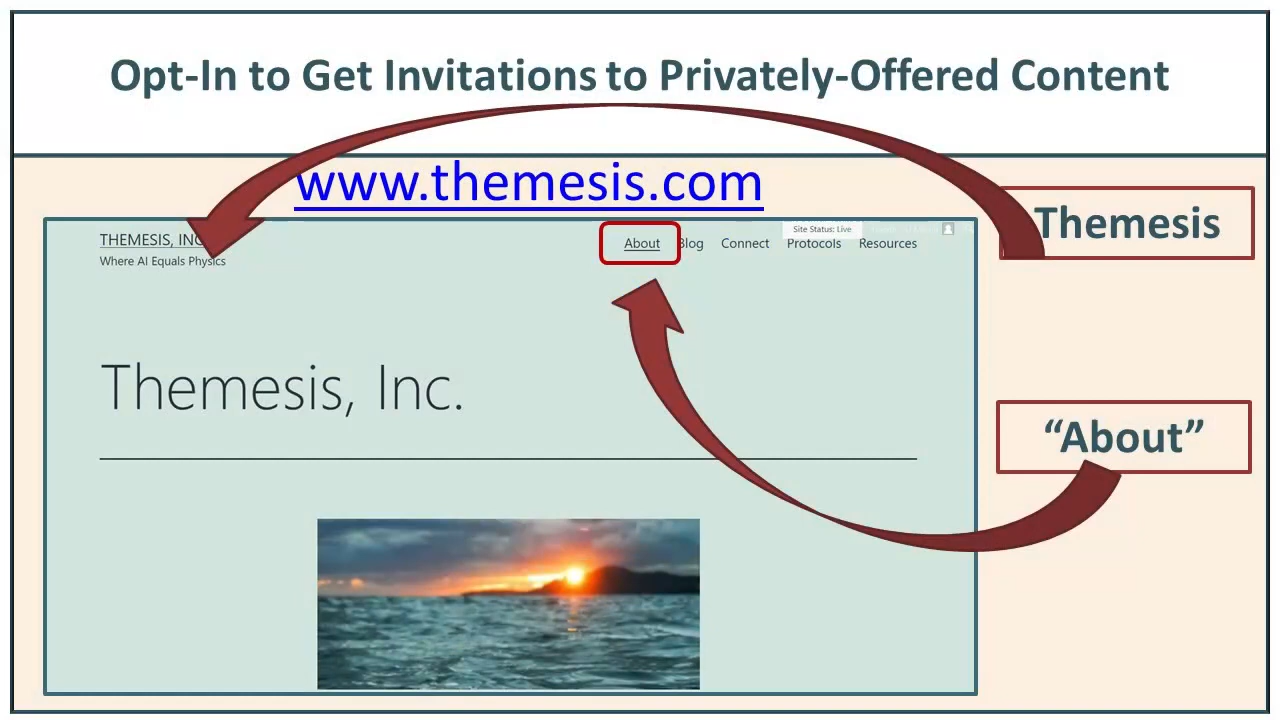 Opt-In to Get Invitations to Privately-Offered Content
www.themesis.com
Themesis
THEMESIS, INC
Where AI Equals Physics
About Blog Connect Protocols Resources
Site Status: Live
Themesis, Inc.
“About”